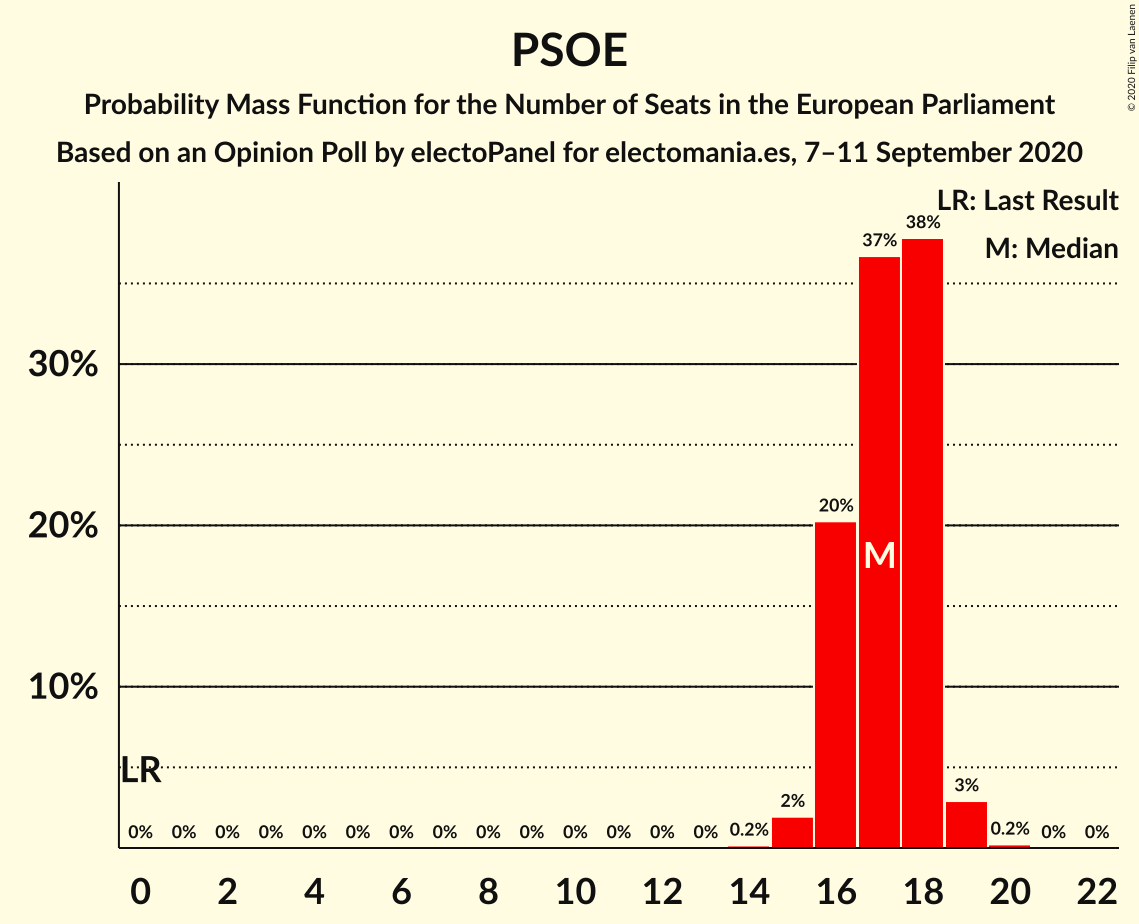 PSOE
Probability Mass Function for the Number of Seats in the European Parliament
Based on an Opinion Poll by electoPanel for electomania.es, 7–11 September 2020
© 2020 Filip van Laenen
LR: Last Result
M: Median
38%
37%
30%
20%
20%
M
10%
LR
3%
2%
0% 0% 0% 0% 0% 0% 0% 0% 0% 0% 0% 0% 0% 0% 0.2% 0.2% 0% 0%
0 2 4 6 8 10 12 14 16 18 20 22